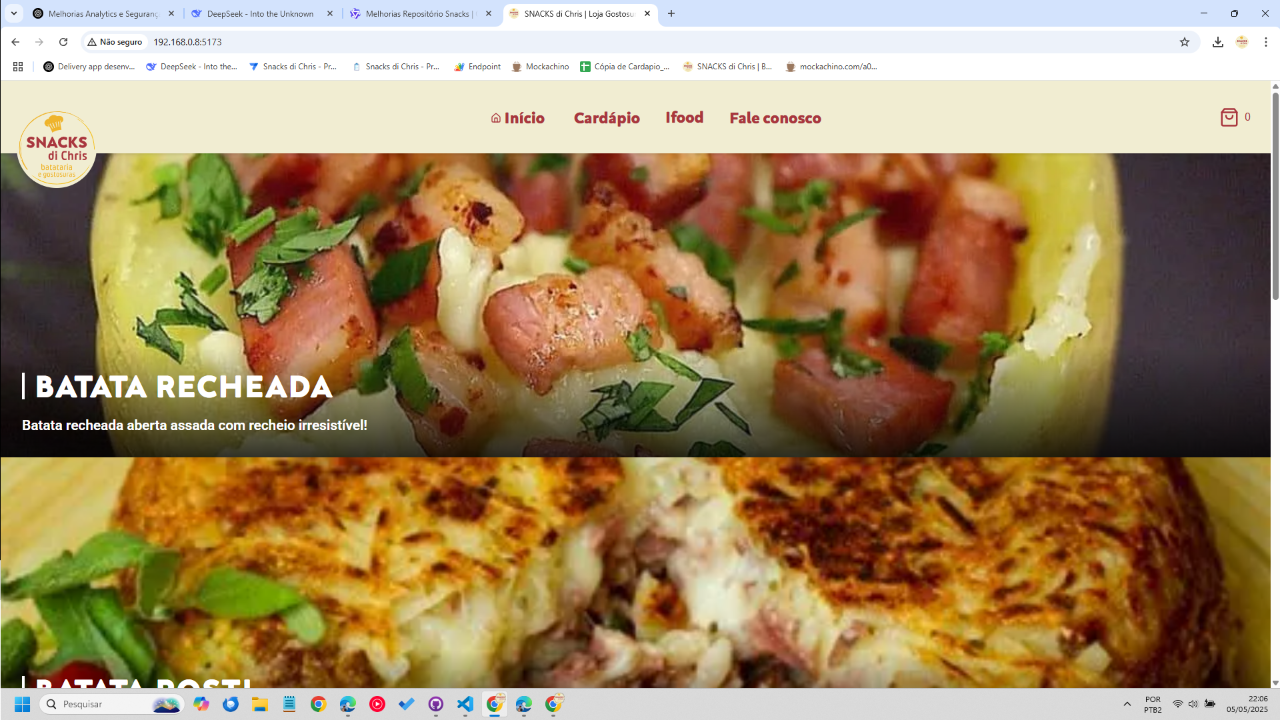 Melhorias Analytics e Seguranç
DeepSeek - Into the Unknown
Melhorias Repositório Snacks |
SNACKS di Chris | Loja Gostosu
Não seguro
192.168.0.8:5173
Delivery app desenv...
DeepSeek - Into the...
Snacks di Chris - Pr...
Snacks di Chris - Pr...
Endpoint
Mockachino
Cópia de Cardapio_...
SNACKS di Chris | B...
mockachino.com/a0...
SNACKS
di Chris
batataria
e gostosuras
Início
Cardápio
Ifood
Fale conosco
0
BATATA RECHEADA
Batata recheada aberta assada com recheio irresistível!
BATATA ROSTI
Pesquisar
POR
PTB2
22:06
05/05/2025